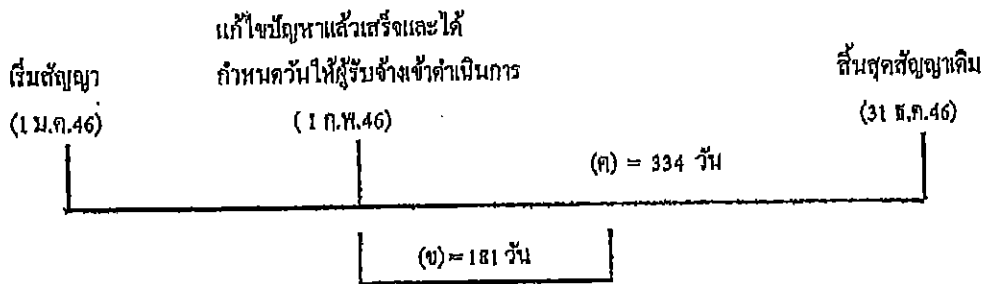 แก้ไขปัญหาแล้วเสร็จและได้
เริ่มสัญญา กำหนดวันให้ผู้รับจ้างเข้าดำเนินการ สิ้นสุดสัญญาเดิม
(1 ม.ค.46) (1 ก.พ.46) (31 ธ.ค.46)
(ค) = 334 วัน
(ข) = 181 วัน